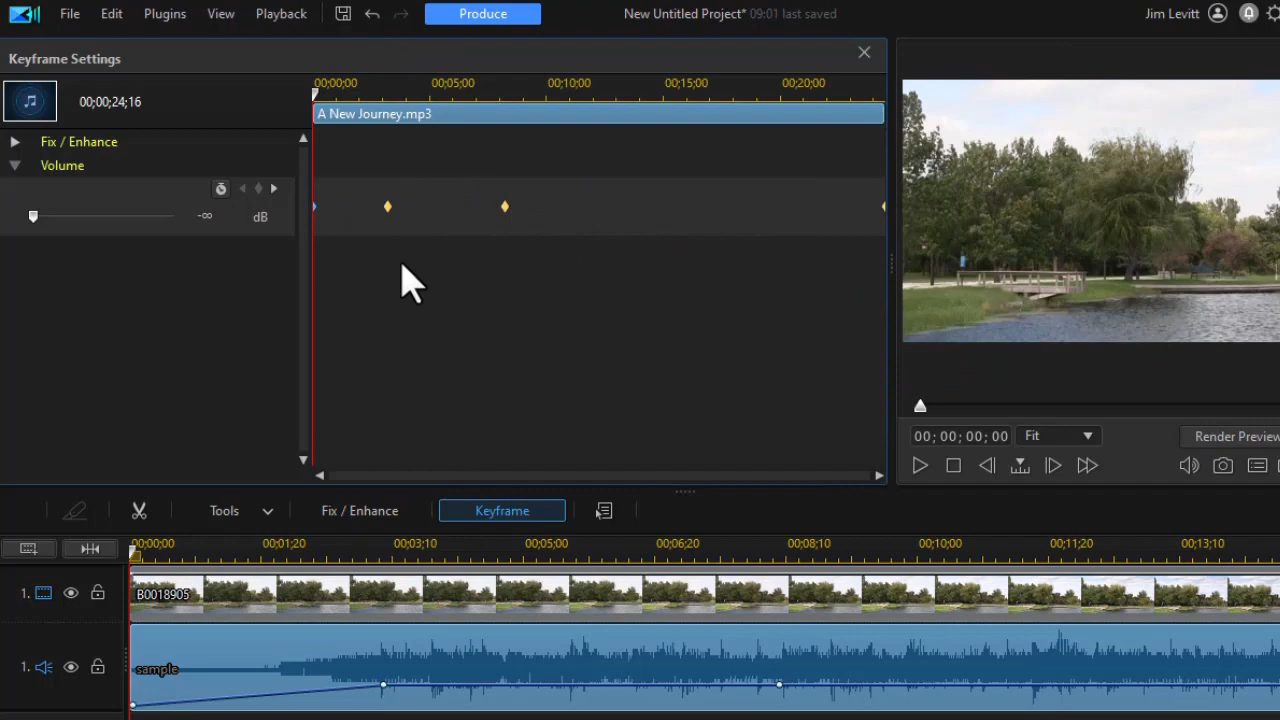 File Edit Plugins View Playback Produce New Untitled Project* 09:01 last saved Jim Levitt
Keyframe Settings
00;00;00 00;05;00 00;10;00 00;15;00 00;20;00
00;00;24;16
A New Journey.mp3
Fix / Enhance
Volume
-∞ dB
00; 00; 00; 00 Fit Render Preview
Tools Fix / Enhance Keyframe
00;00;00 00;01;20 00;03;10 00;05;00 00;06;20 00;08;10 00;10;00 00;11;20 00;13;10
1. B0018905
1. sample